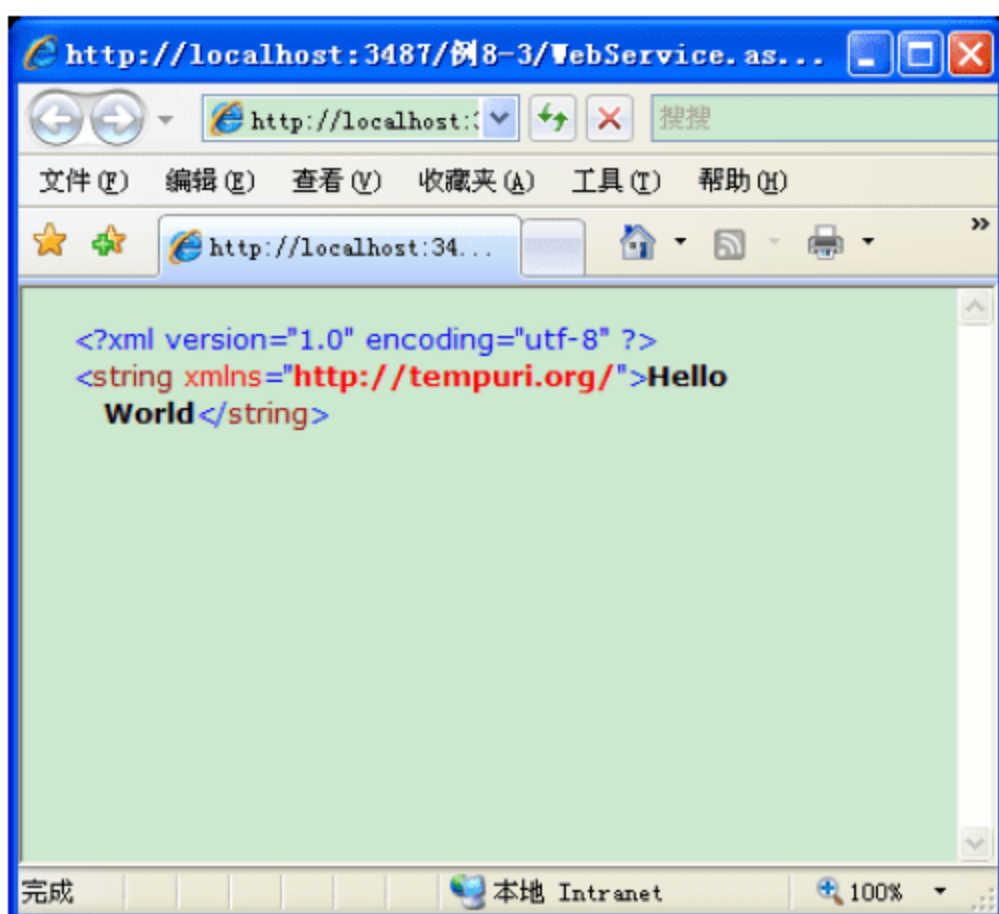 http://localhost:3487/例8-3/WebService.as...
http://localhost:3
搜搜
文件(F) 编辑(E) 查看(V) 收藏夹(A) 工具(T) 帮助(H)
http://localhost:34...
<?xml version="1.0" encoding="utf-8" ?>
<string xmlns="http://tempuri.org/">Hello
World</string>
完成 本地 Intranet 100%